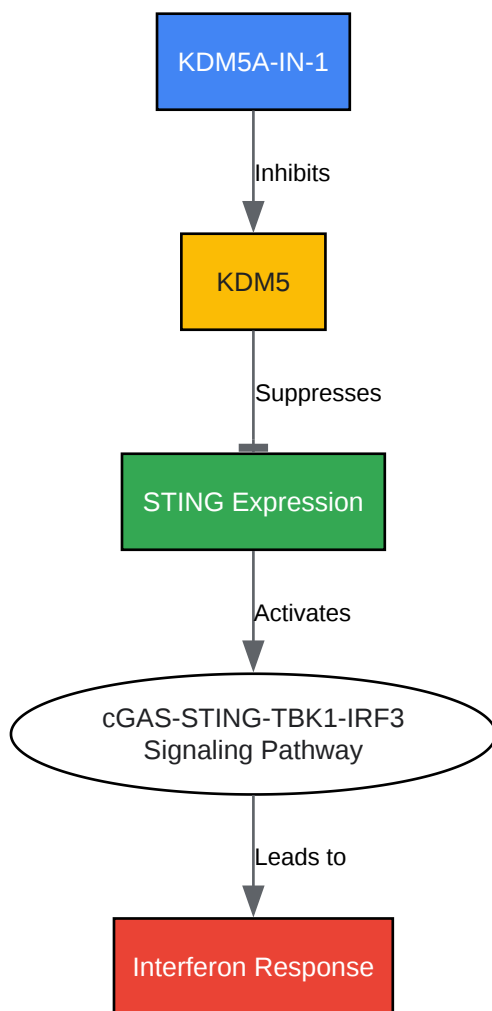 KDM5A-IN-1
Inhibits
KDM5
Suppresses
STING Expression
Activates
cGAS-STING-TBK1-IRF3
Signaling Pathway
Leads to
Interferon Response